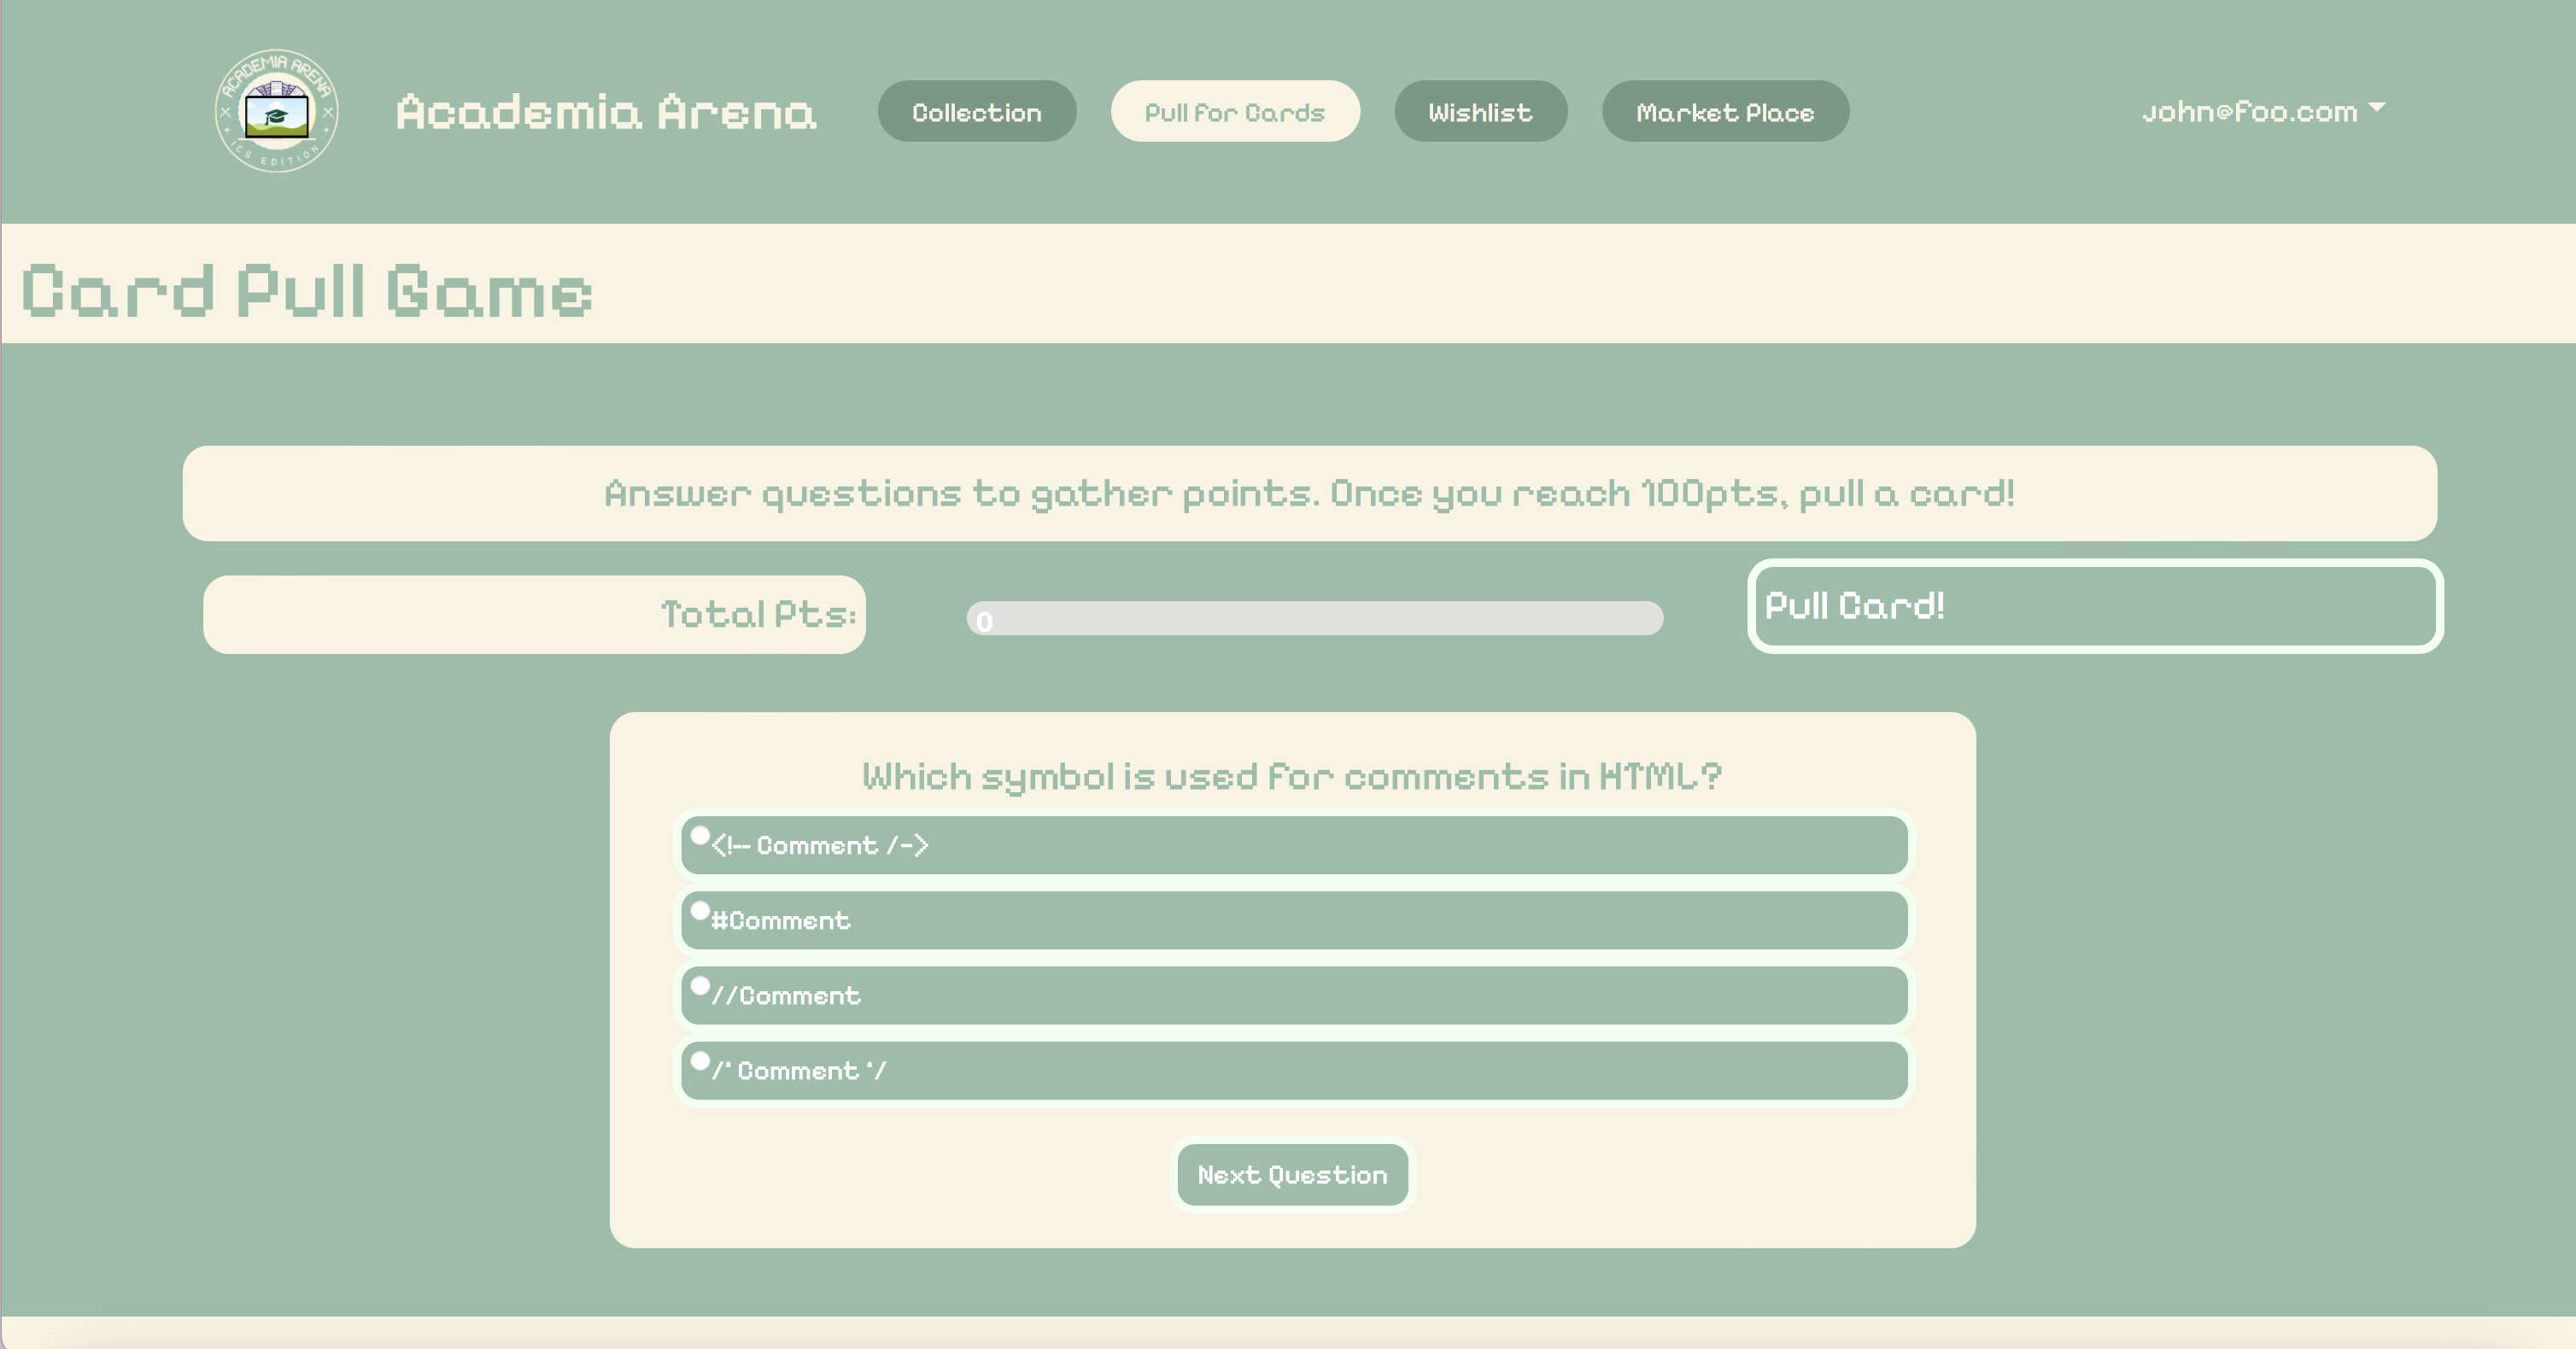 ACADEMIA ARENA
ICS EDITION
Academia Arena
Collection
Pull For Cards
Wishlist
Market Place
john@foo.com
Card Pull Game
Answer questions to gather points. Once you reach 100pts, pull a card!
Total Pts:
0
Pull Card!
Which symbol is used for comments in HTML?
<!-- Comment /-->
#Comment
//Comment
/* Comment */
Next Question